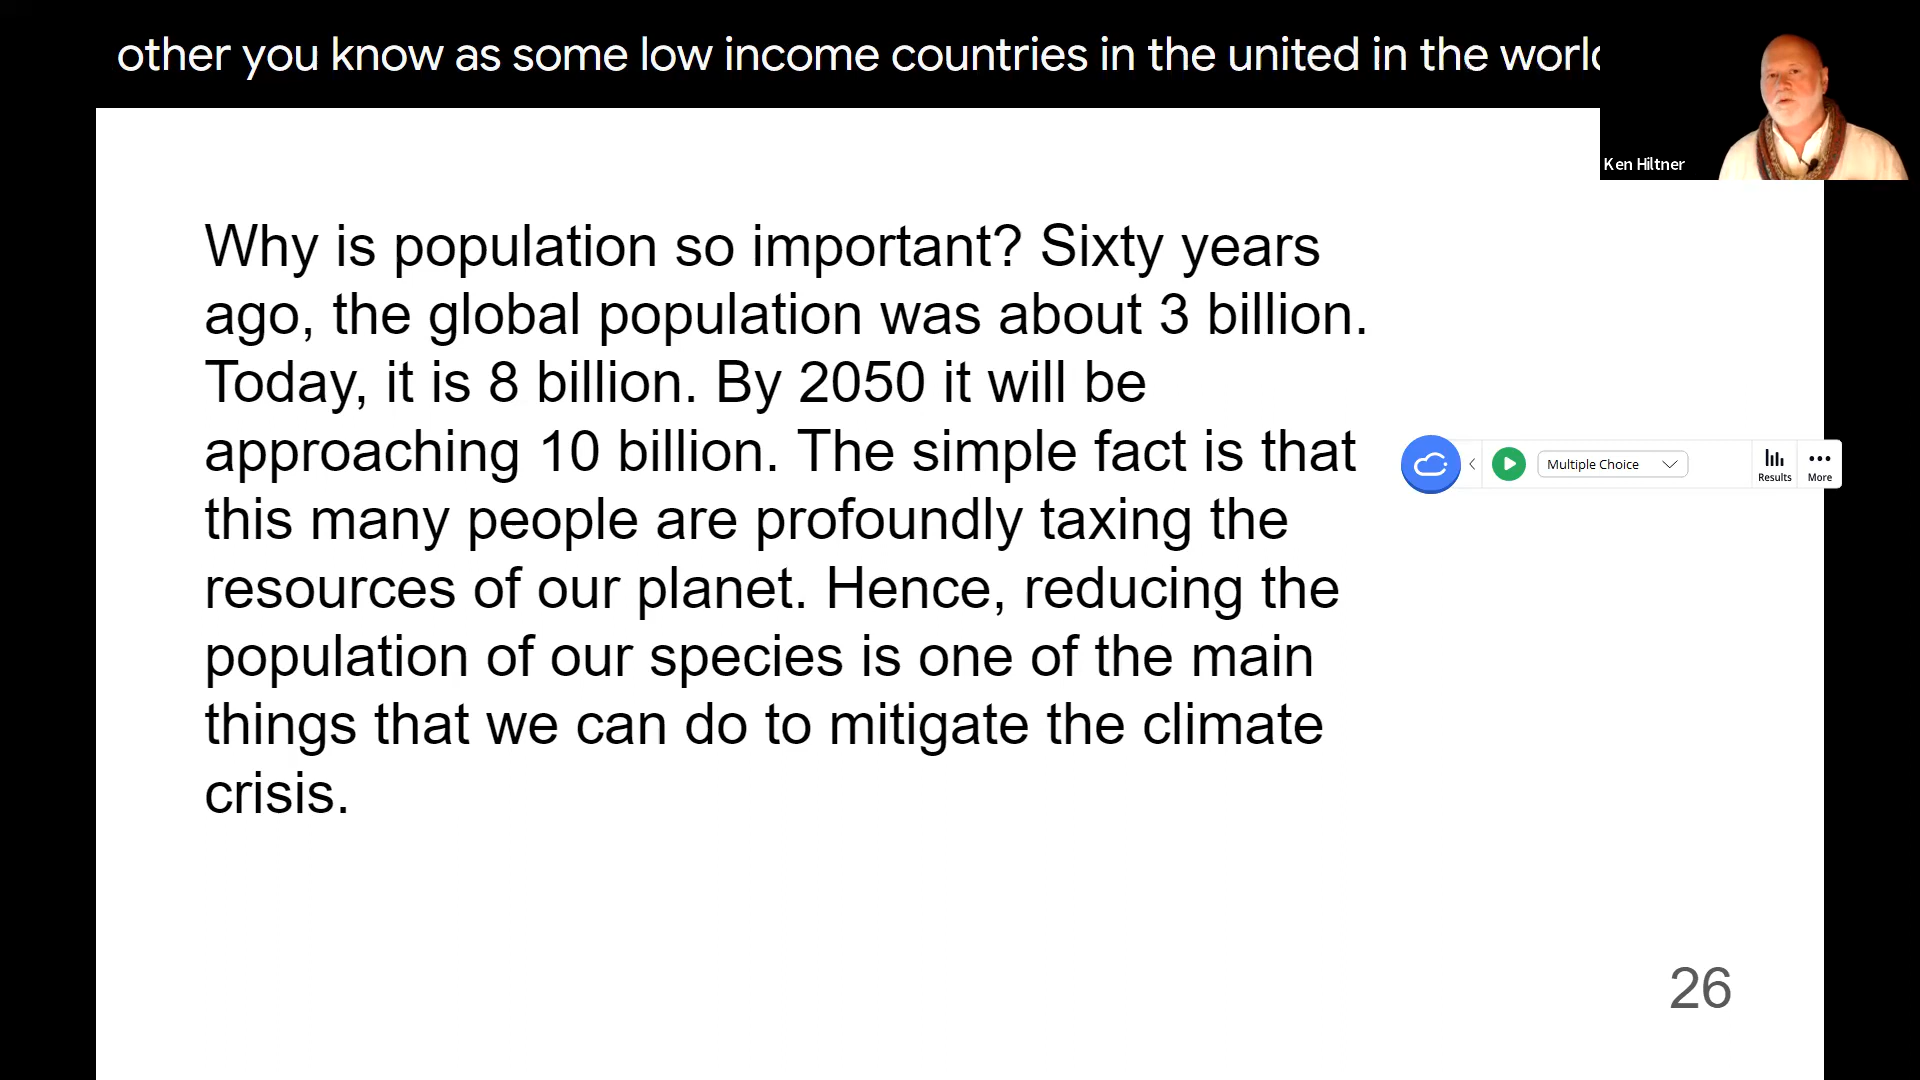 other you know as some low income countries in the united in the world
Ken Hiltner
Why is population so important? Sixty years
ago, the global population was about 3 billion.
Today, it is 8 billion. By 2050 it will be
approaching 10 billion. The simple fact is that
this many people are profoundly taxing the
resources of our planet. Hence, reducing the
population of our species is one of the main
things that we can do to mitigate the climate
crisis.
Multiple Choice
Results
More
26